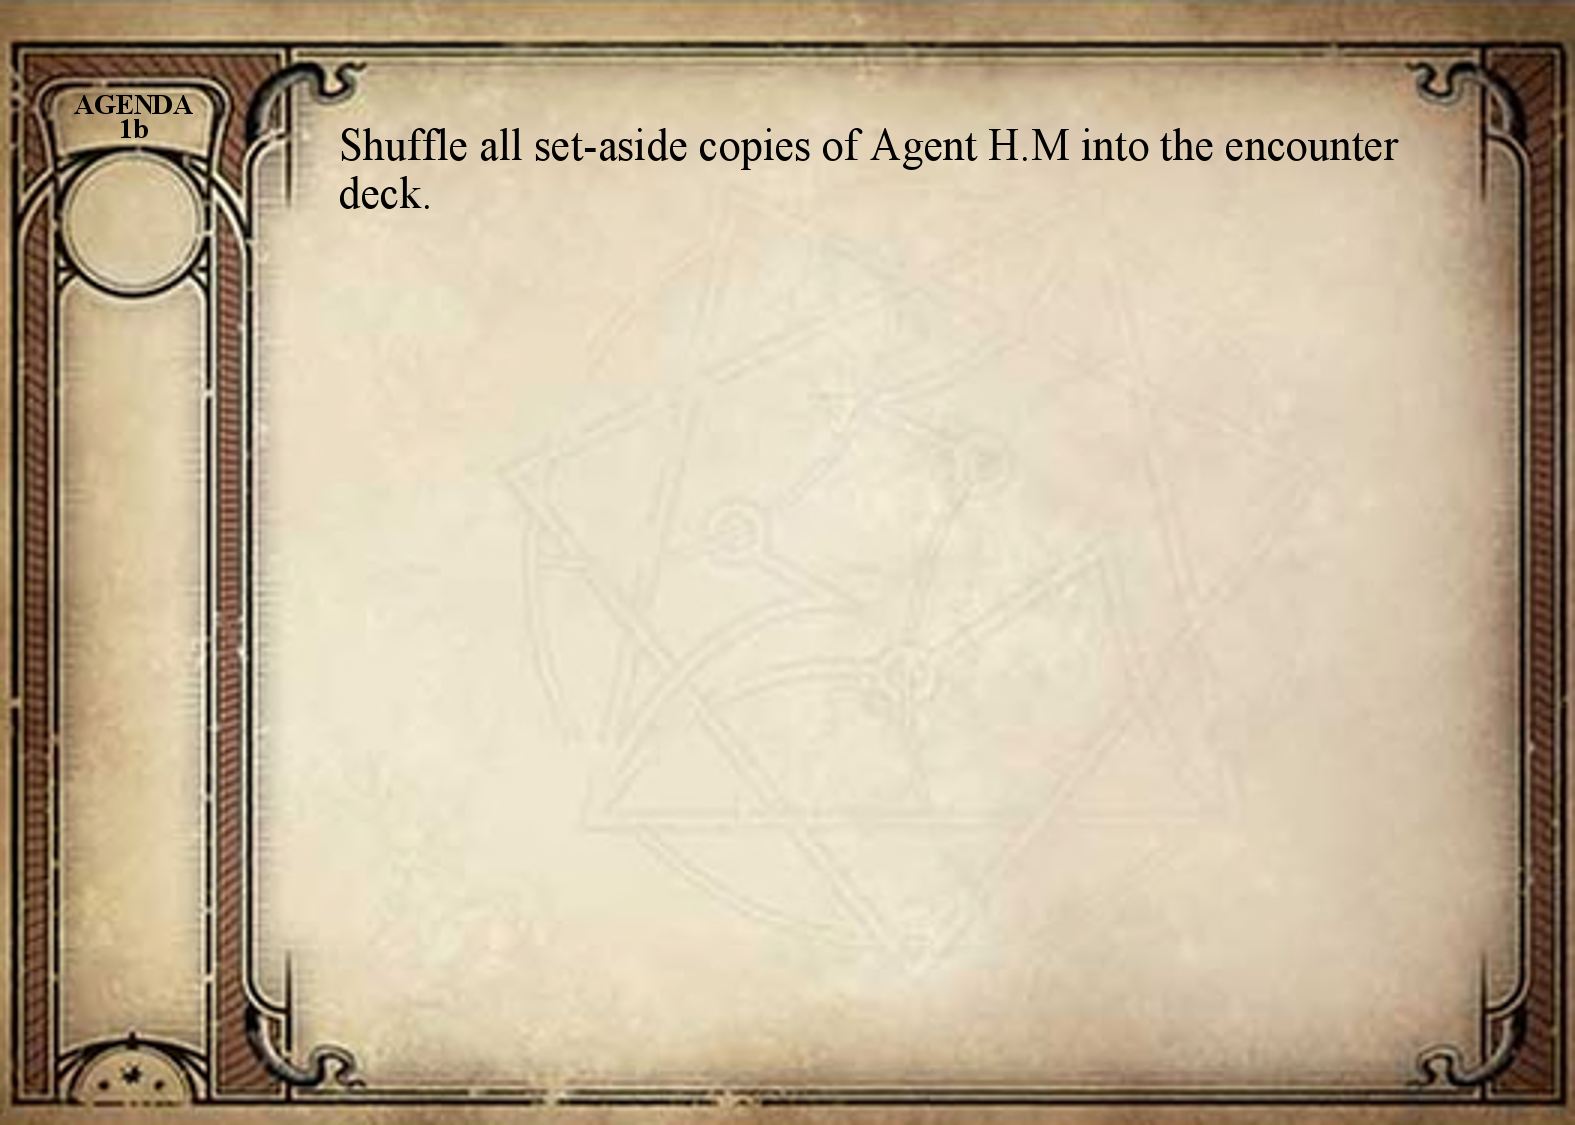 AGENDA
1b
Shuffle all set-aside copies of Agent H.M into the encounter
deck.